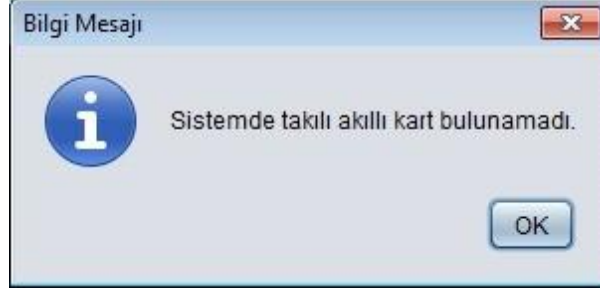 Bilgi Mesajı
Sistemde takılı akıllı kart bulunamadı.
OK